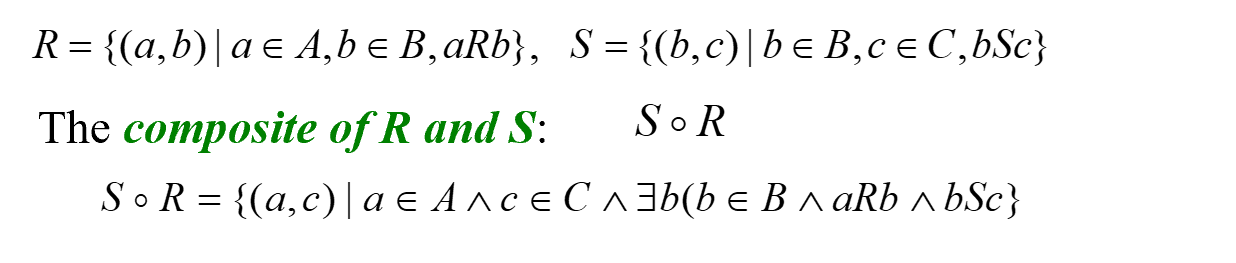 R = {(a,b) | a ∈ A, b ∈ B, aRb}, S = {(b,c) | b ∈ B, c ∈ C, bSc}
The composite of R and S: S ∘ R
S ∘ R = {(a,c) | a ∈ A ∧ c ∈ C ∧ ∃b(b ∈ B ∧ aRb ∧ bSc}